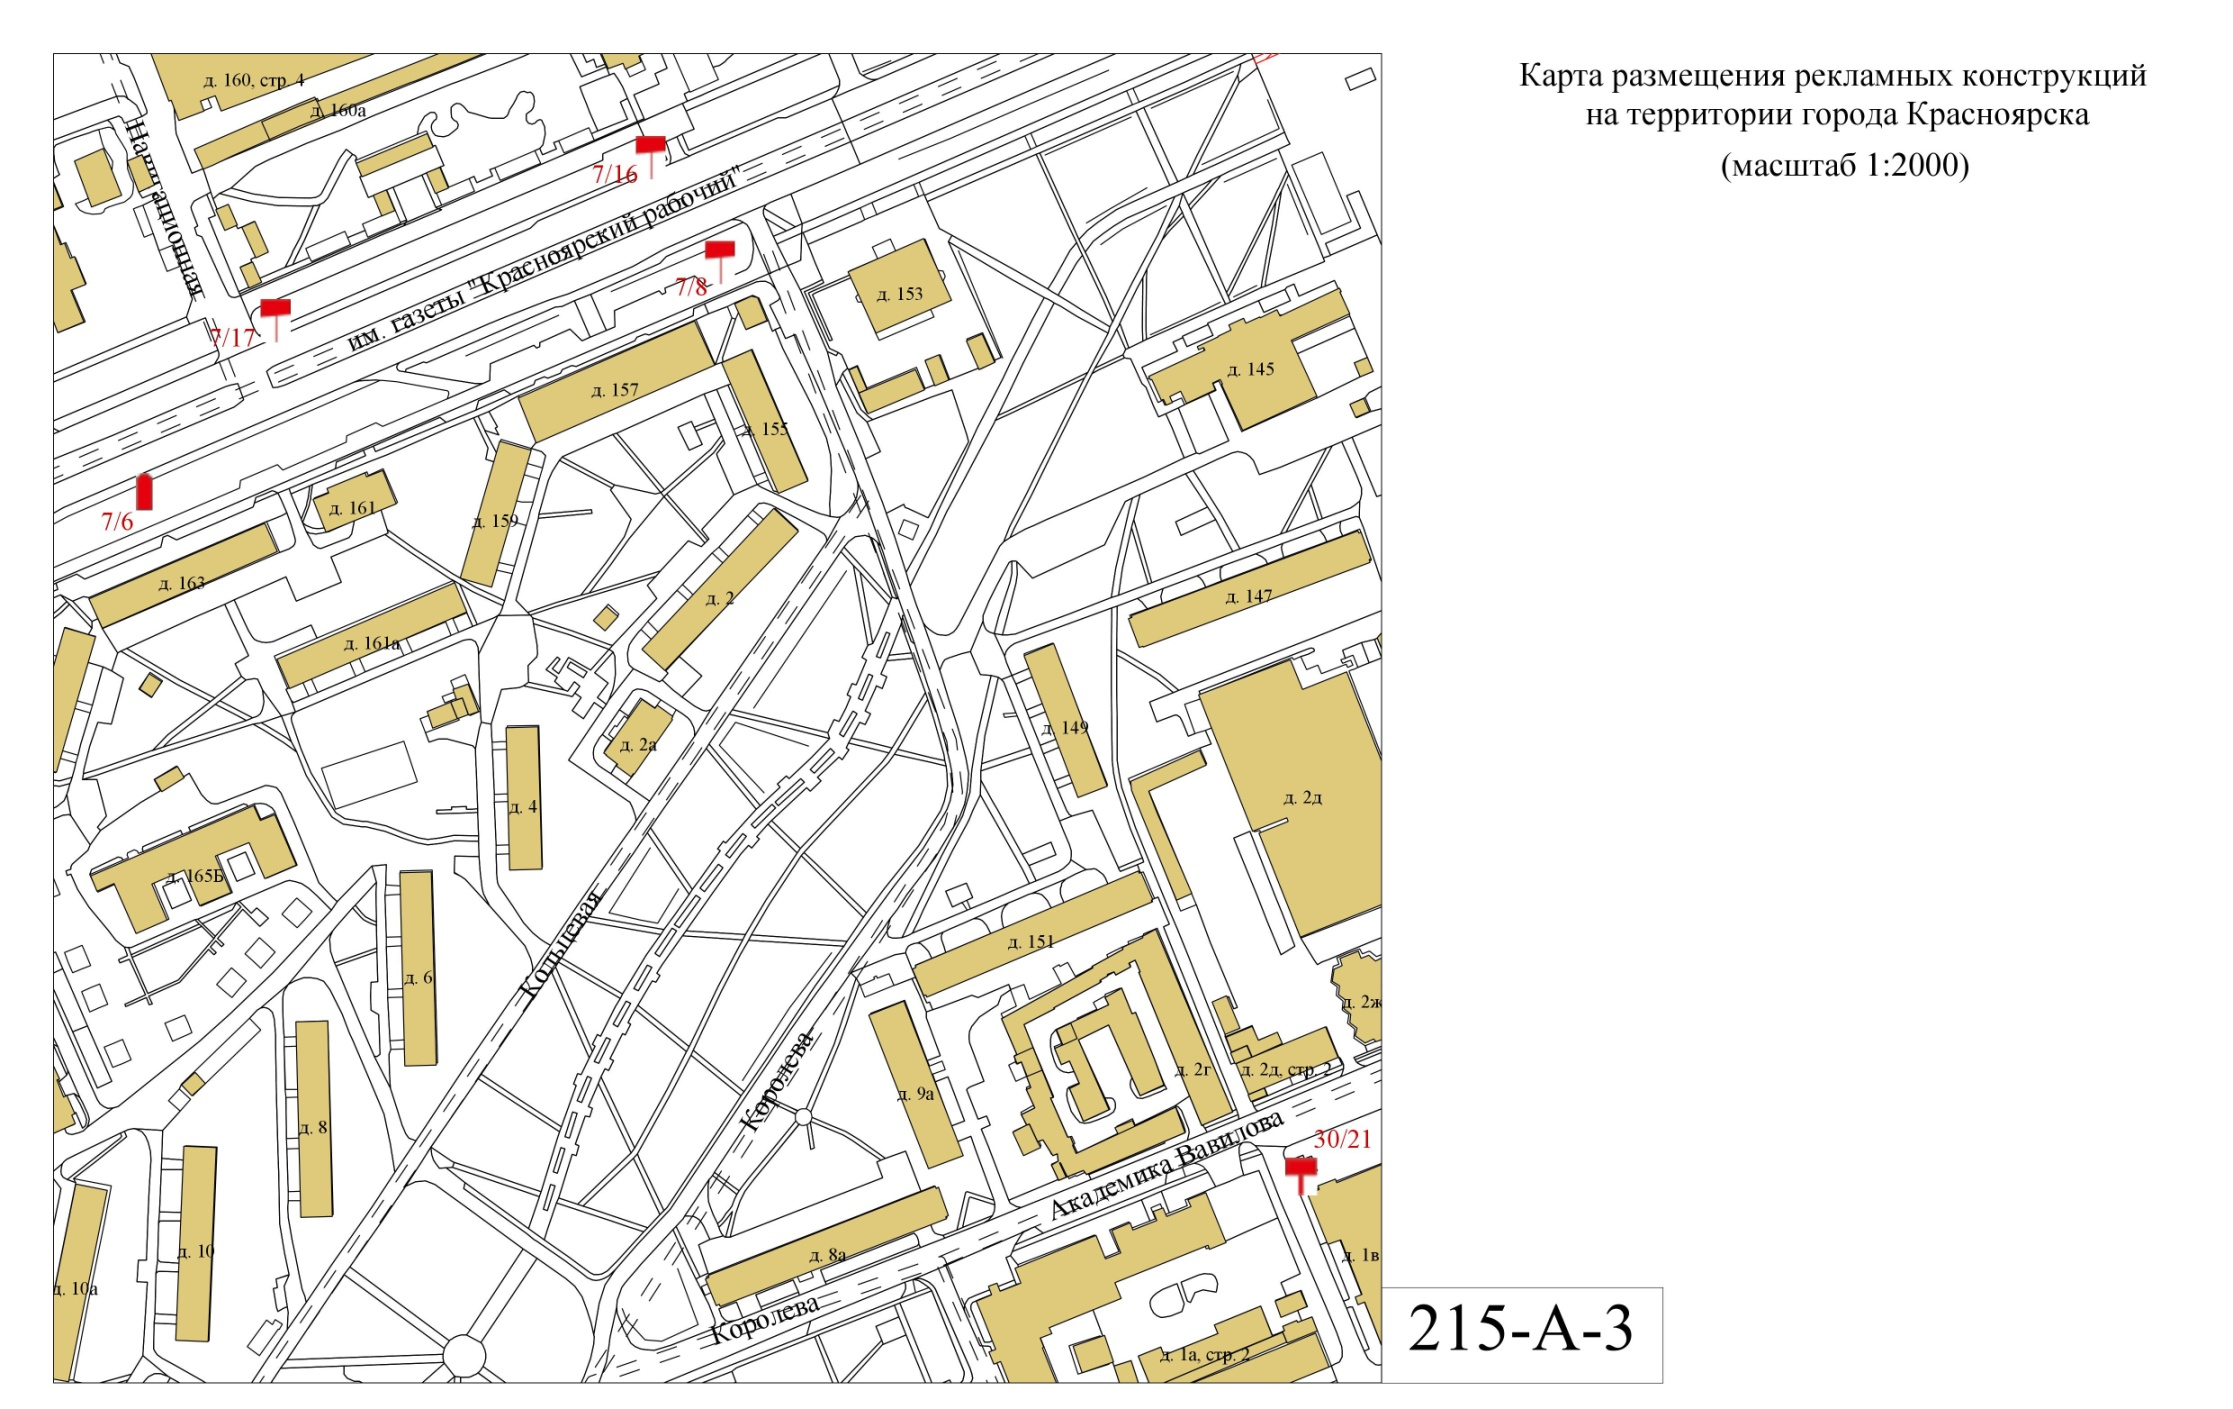 Карта размещения рекламных конструкций
на территории города Красноярска
(масштаб 1:2000)
д. 160, стр. 4
д. 160а
Навигационная
7/16
им. газеты "Красноярский рабочий"
7/8
7/17
д. 153
д. 145
д. 157
д. 155
7/6
д. 161
д. 159
д. 163
д. 2
д. 147
д. 161а
д. 149
д. 2а
д. 4
д. 2д
д. 165Б
Кольцевая
д. 151
д. 6
д. 2ж
Королева
д. 9а
д. 2г
д. 2д, стр. 2
д. 8
Академика Вавилова
30/21
д. 10
д. 8а
д. 1в
д. 10а
Королева
д. 1а, стр. 2
215-А-3